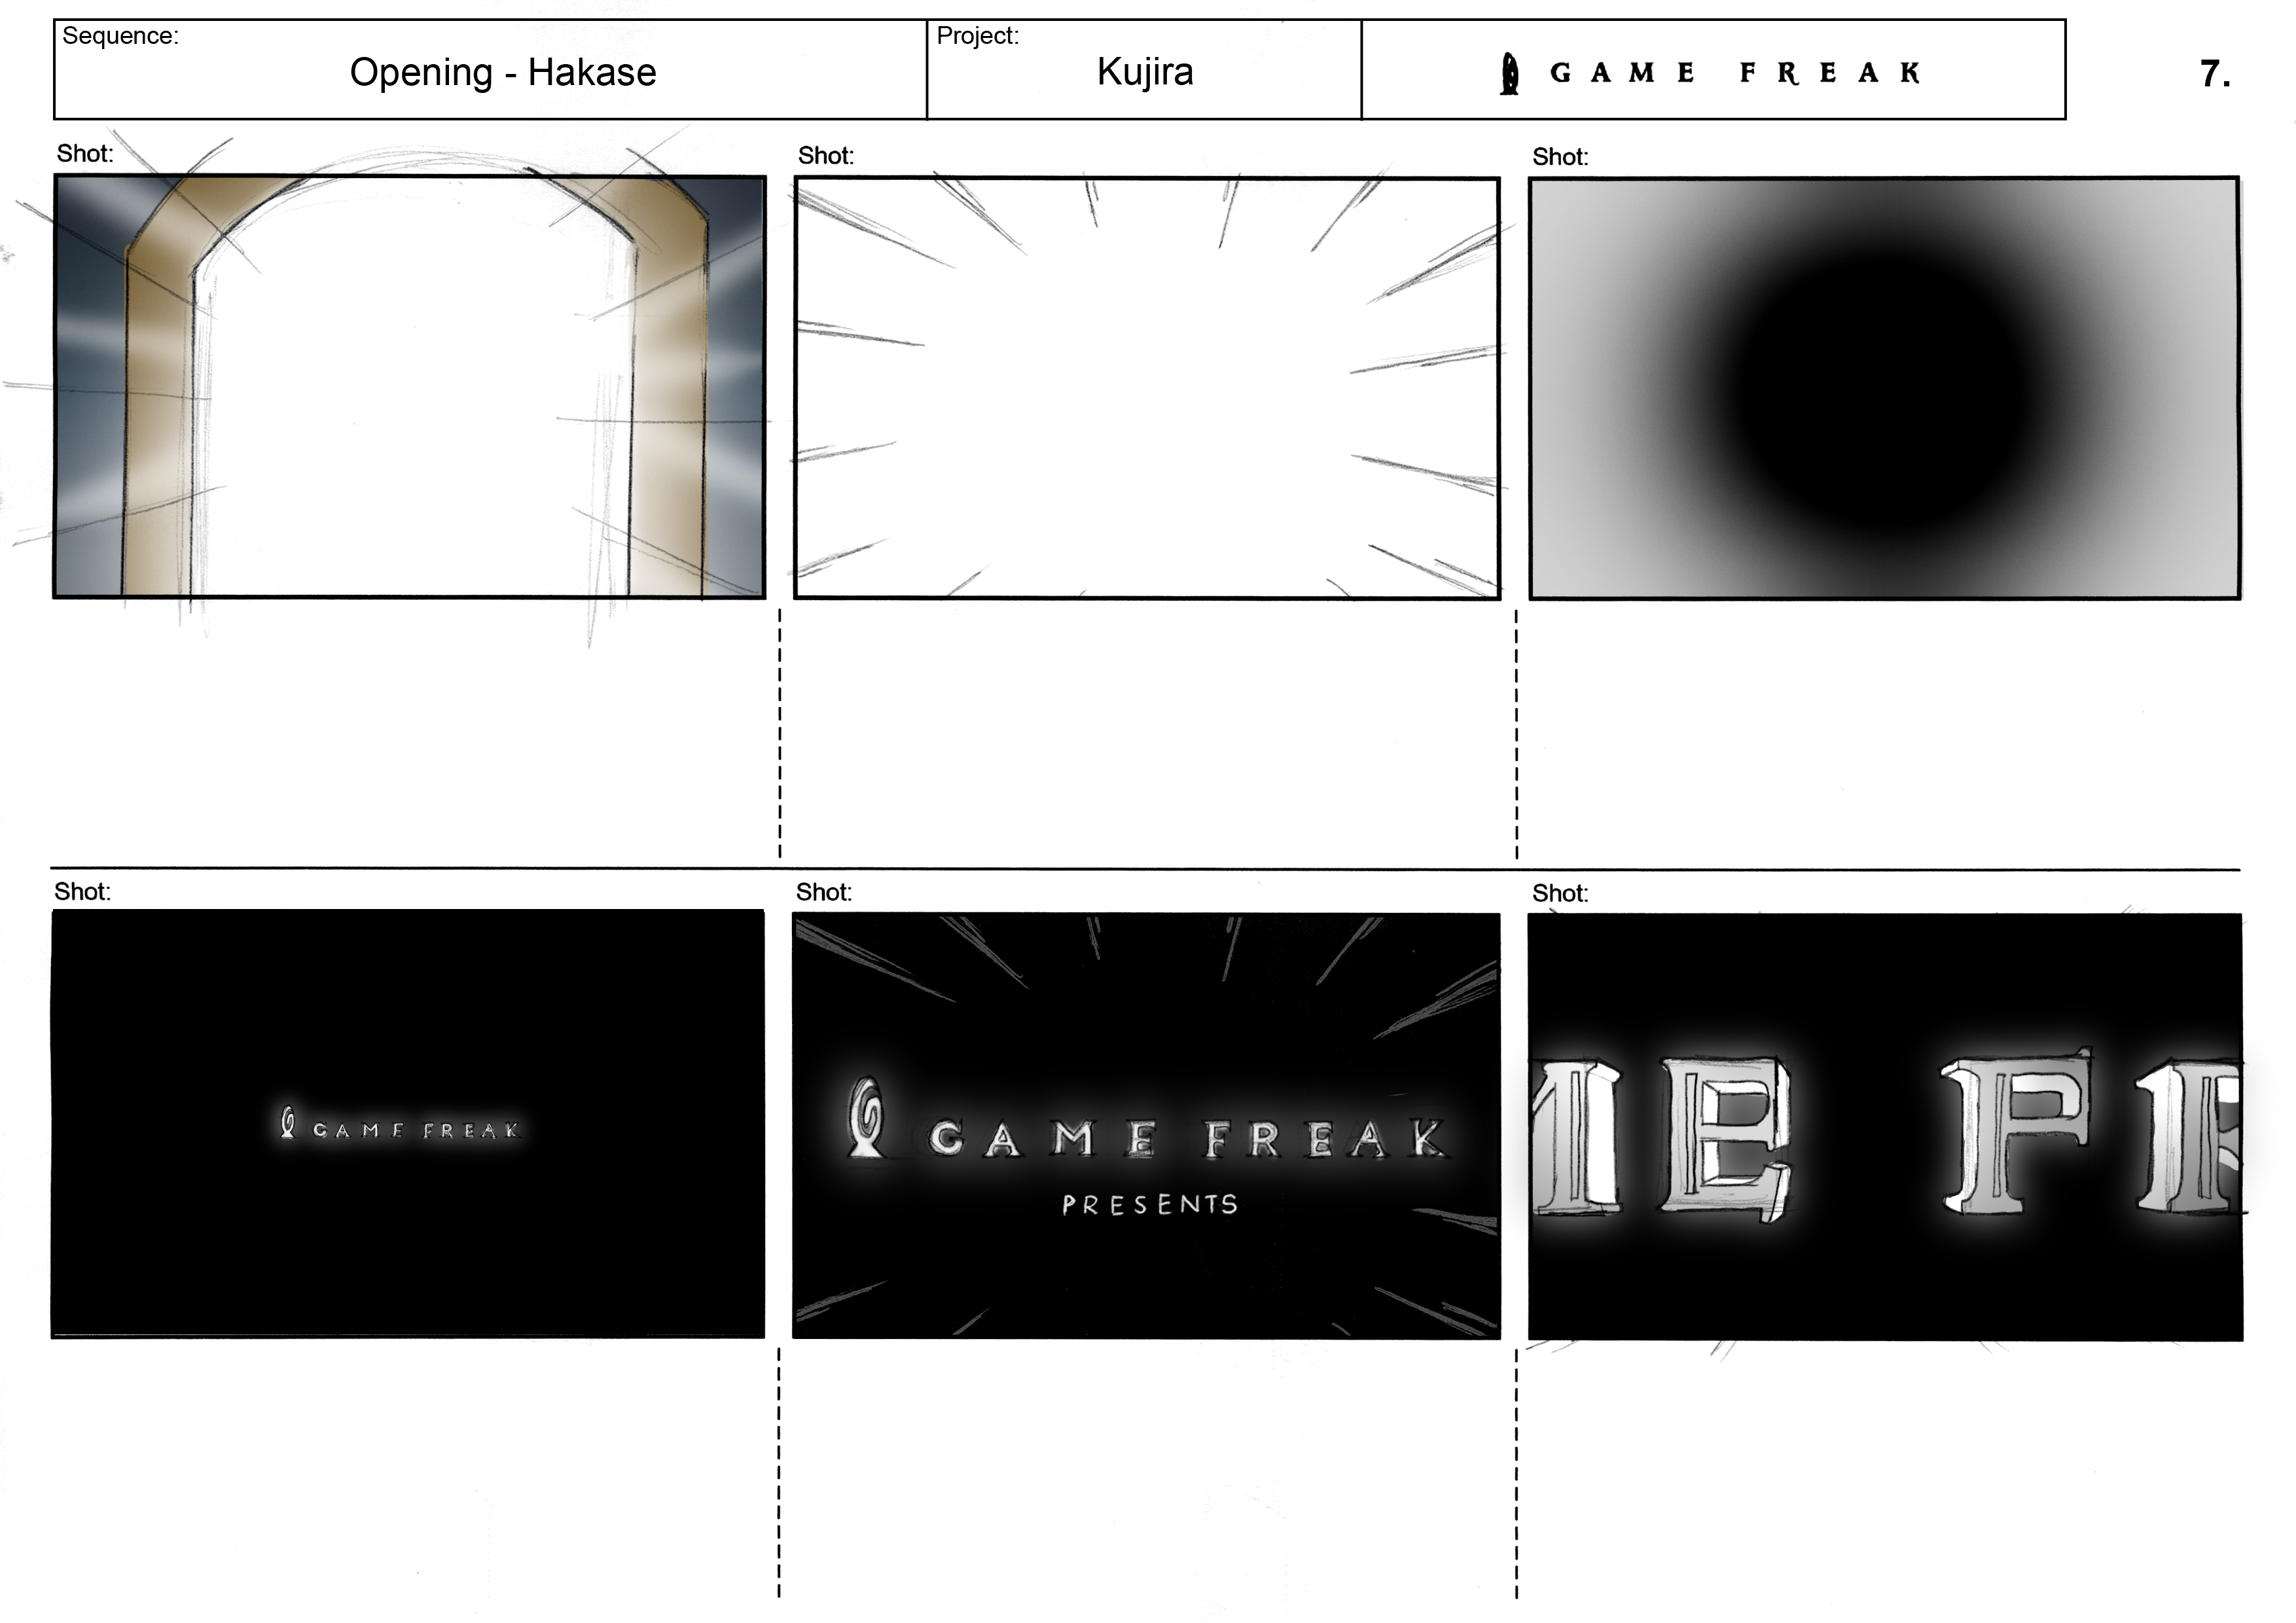 Sequence:
Opening - Hakase
Project:
Kujira
GAME FREAK
7.
Shot:
Shot:
Shot:
Shot:
Shot:
Shot:
GAME FREAK
GAME FREAK
PRESENTS
ME FR